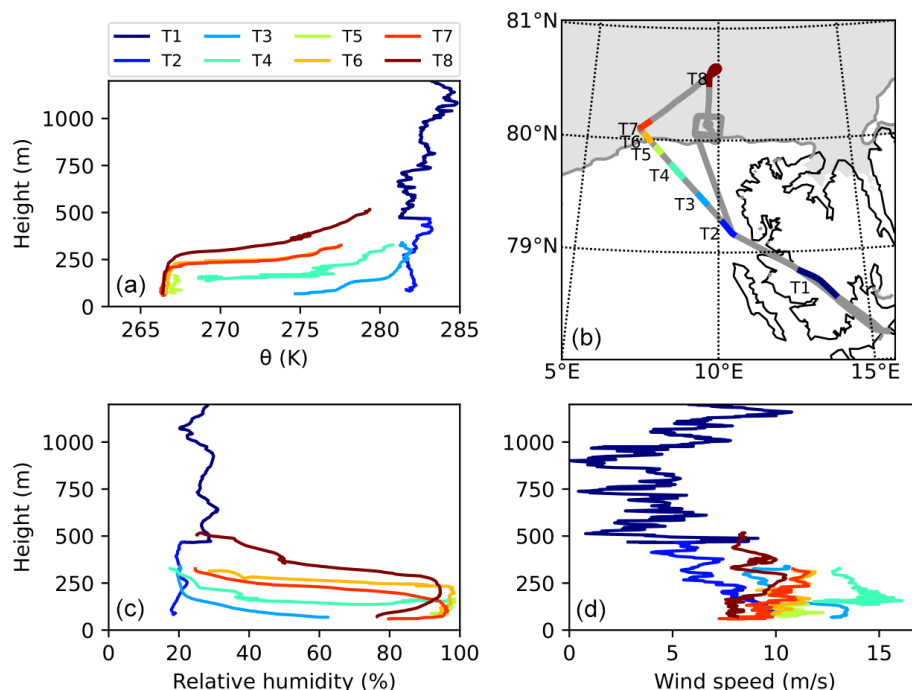 T1 T3 T5 T7
T2 T4 T6 T8
1000
750
500
250
0
Height (m)
(a)
265 270 275 280 285
θ (K)
81°N
80°N
79°N
T8
T7
T6
T5
T4
T3
T2
T1
(b)
5°E 10°E 15°E
1000
750
500
250
0
Height (m)
(c)
0 20 40 60 80 100
Relative humidity (%)
1000
750
500
250
0
(d)
0 5 10 15
Wind speed (m/s)